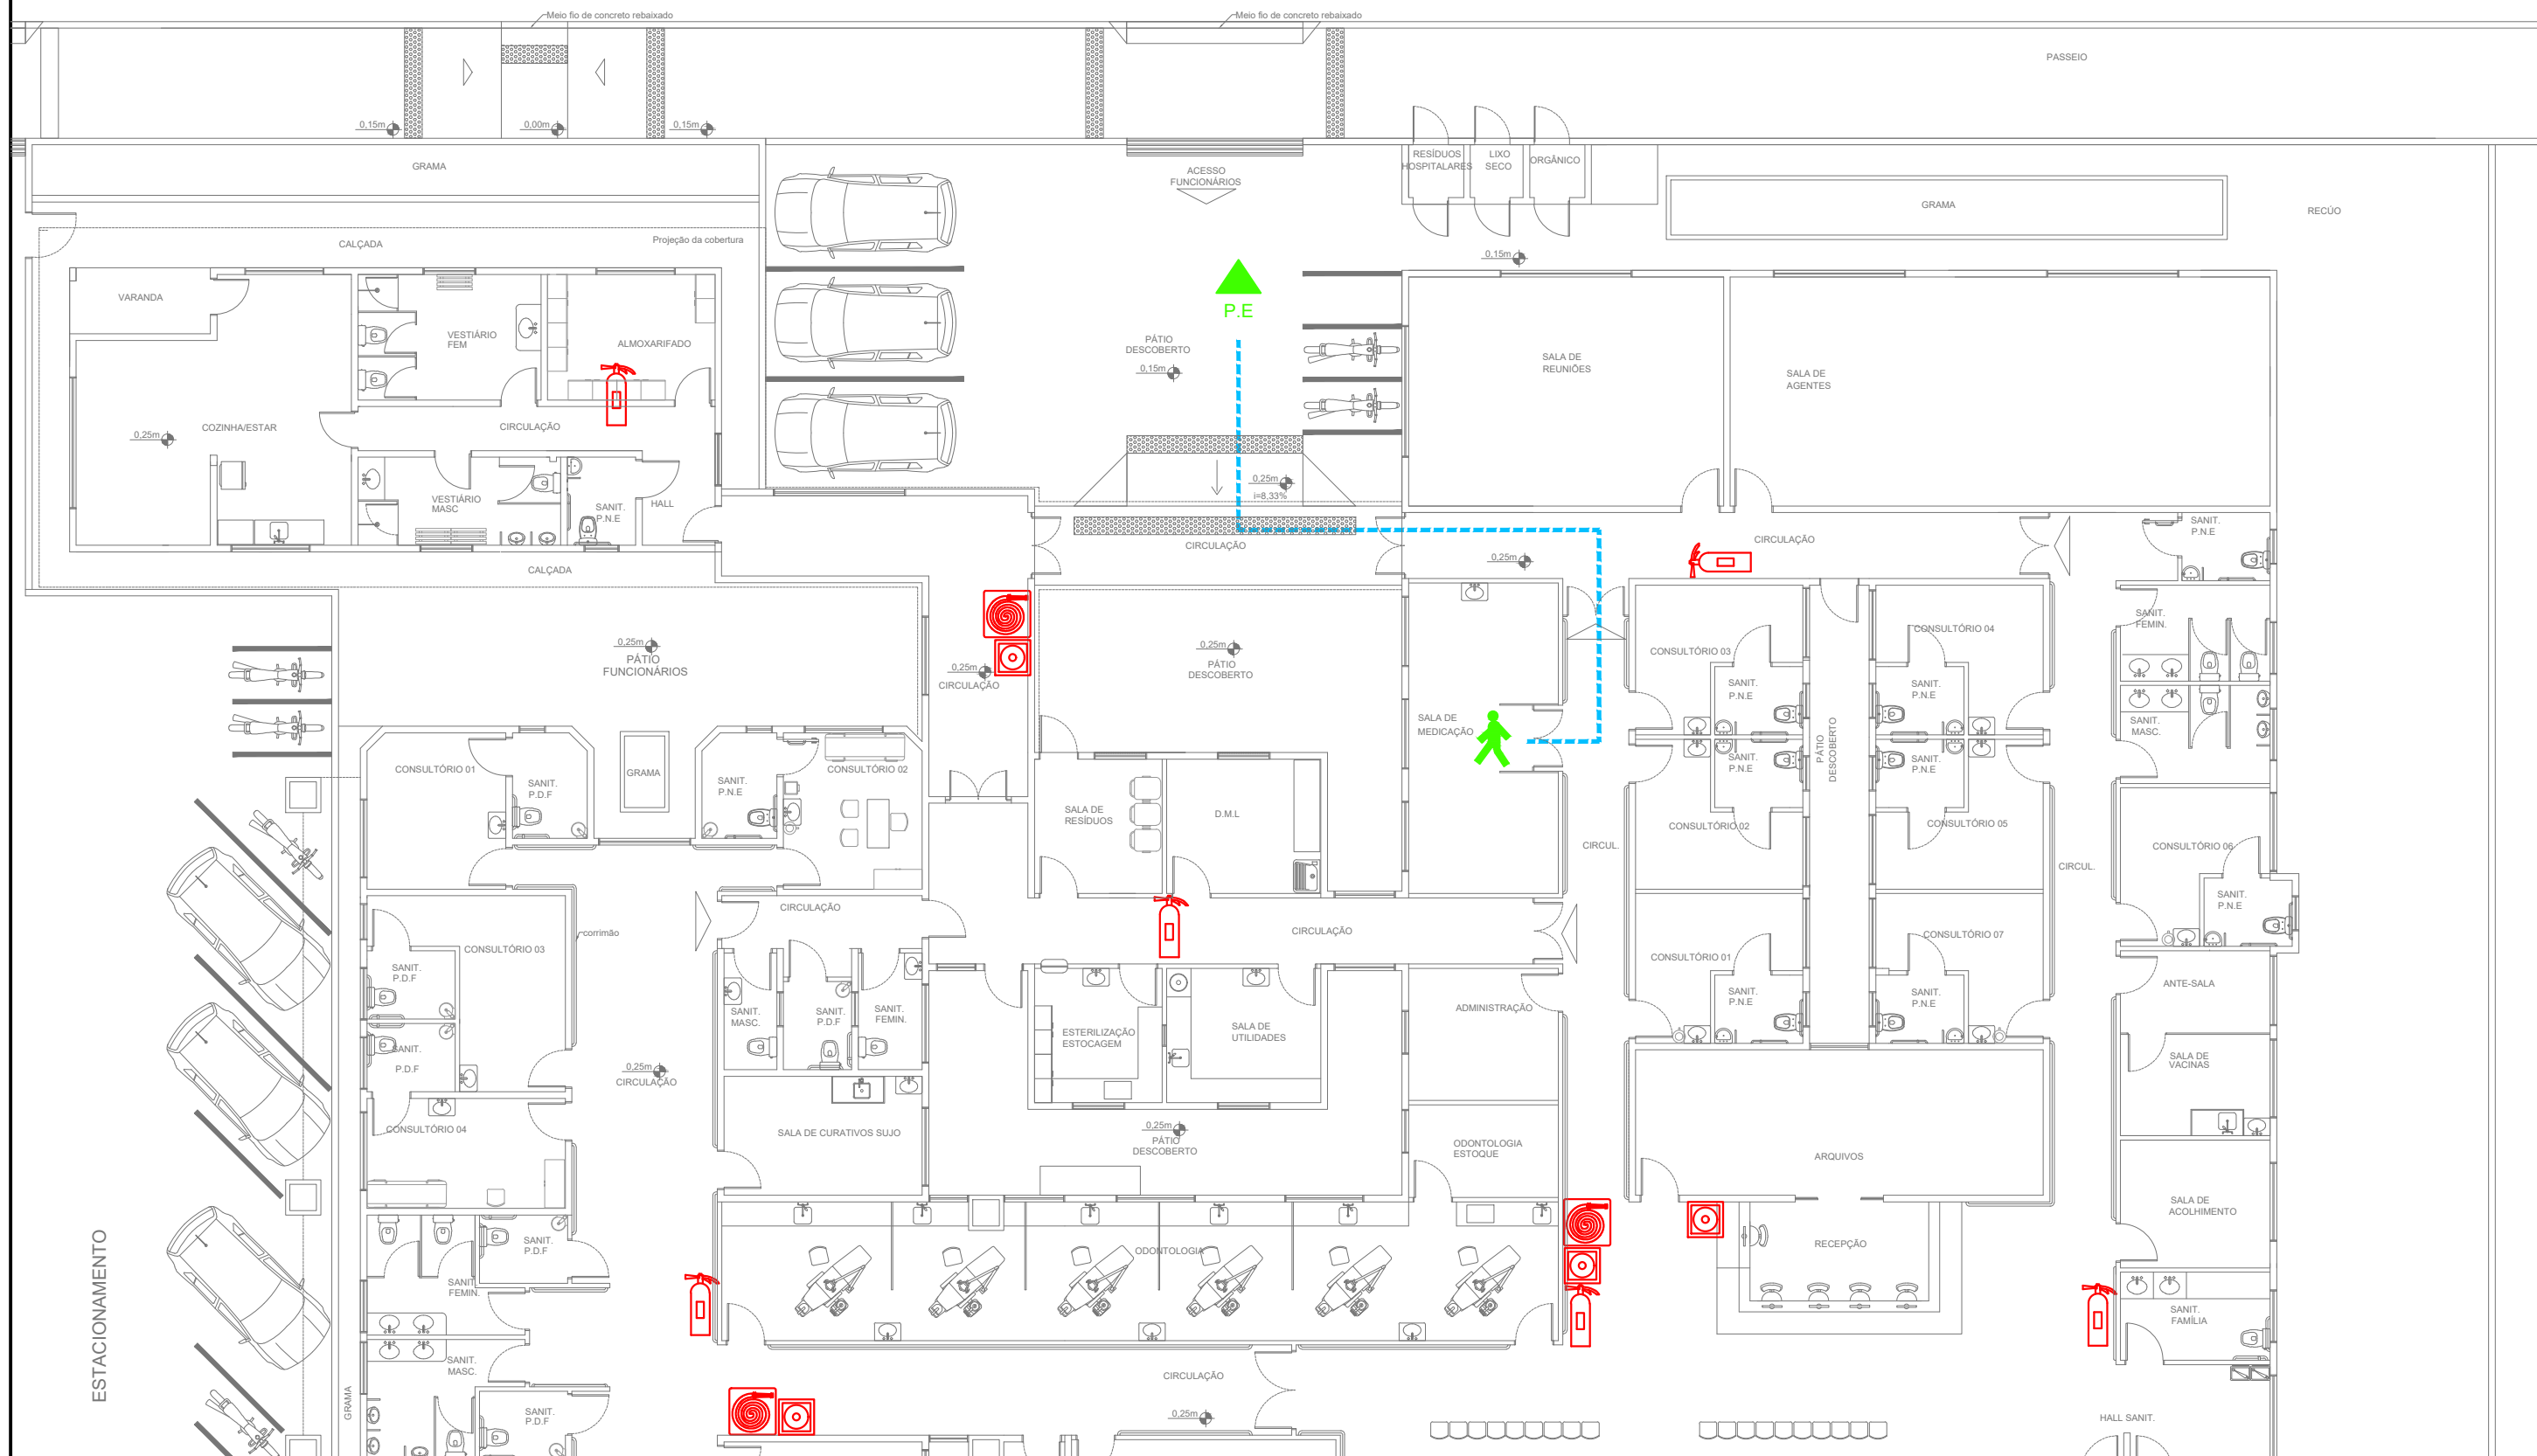 Meio fio de concreto rebaixado
Meio fio de concreto rebaixado
PASSEIO
0,15m
0,00m
0,15m
GRAMA
ACESSO
FUNCIONÁRIOS
RESÍDUOS
HOSPITALARES
LIXO
SECO
ORGÂNICO
GRAMA
RECÚO
CALÇADA
Projeção da cobertura
0,15m
VARANDA
VESTIÁRIO
FEM
ALMOXARIFADO
P.E
PÁTIO
DESCOBERTO
0,15m
SALA DE
REUNIÕES
SALA DE
AGENTES
0,25m
COZINHA/ESTAR
CIRCULAÇÃO
VESTIÁRIO
MASC
SANIT.
P.N.E
HALL
0,25m
i=8,33%
CALÇADA
CIRCULAÇÃO
0,25m
CIRCULAÇÃO
SANIT.
P.N.E
0,25m
PÁTIO
FUNCIONÁRIOS
0,25m
CIRCULAÇÃO
0,25m
PÁTIO
DESCOBERTO
CONSULTÓRIO 03
CONSULTÓRIO 04
SANIT.
FEMIN.
SANIT.
P.N.E
SANIT.
P.N.E
SALA DE
MEDICAÇÃO
SANIT.
MASC.
PÁTIO
DESCOBERTO
CONSULTÓRIO 01
SANIT.
P.D.F
GRAMA
SANIT.
P.N.E
CONSULTÓRIO 02
SANIT.
P.N.E
SANIT.
P.N.E
SALA DE
RESÍDUOS
D.M.L
CONSULTÓRIO 02
CONSULTÓRIO 05
CIRCUL.
CIRCUL.
CONSULTÓRIO 06
SANIT.
P.N.E
CIRCULAÇÃO
corrimão
CONSULTÓRIO 03
CIRCULAÇÃO
CONSULTÓRIO 01
CONSULTÓRIO 07
SANIT.
P.D.F
SANIT.
MASC.
SANIT.
P.D.F
SANIT.
FEMIN.
ESTERILIZAÇÃO
ESTOCAGEM
SALA DE
UTILIDADES
ADMINISTRAÇÃO
SANIT.
P.N.E
SANIT.
P.N.E
ANTE-SALA
SANIT.
P.D.F
0,25m
CIRCULAÇÃO
SALA DE
VACINAS
CONSULTÓRIO 04
SALA DE CURATIVOS SUJO
0,25m
PÁTIO
DESCOBERTO
ODONTOLOGIA
ESTOQUE
ARQUIVOS
SALA DE
ACOLHIMENTO
ESTACIONAMENTO
SANIT.
P.D.F
ODONTOLOGIA
RECEPÇÃO
SANIT.
FEMIN.
SANIT.
FAMÍLIA
SANIT.
MASC.
CIRCULAÇÃO
GRAMA
SANIT.
P.D.F
0,25m
HALL SANIT.